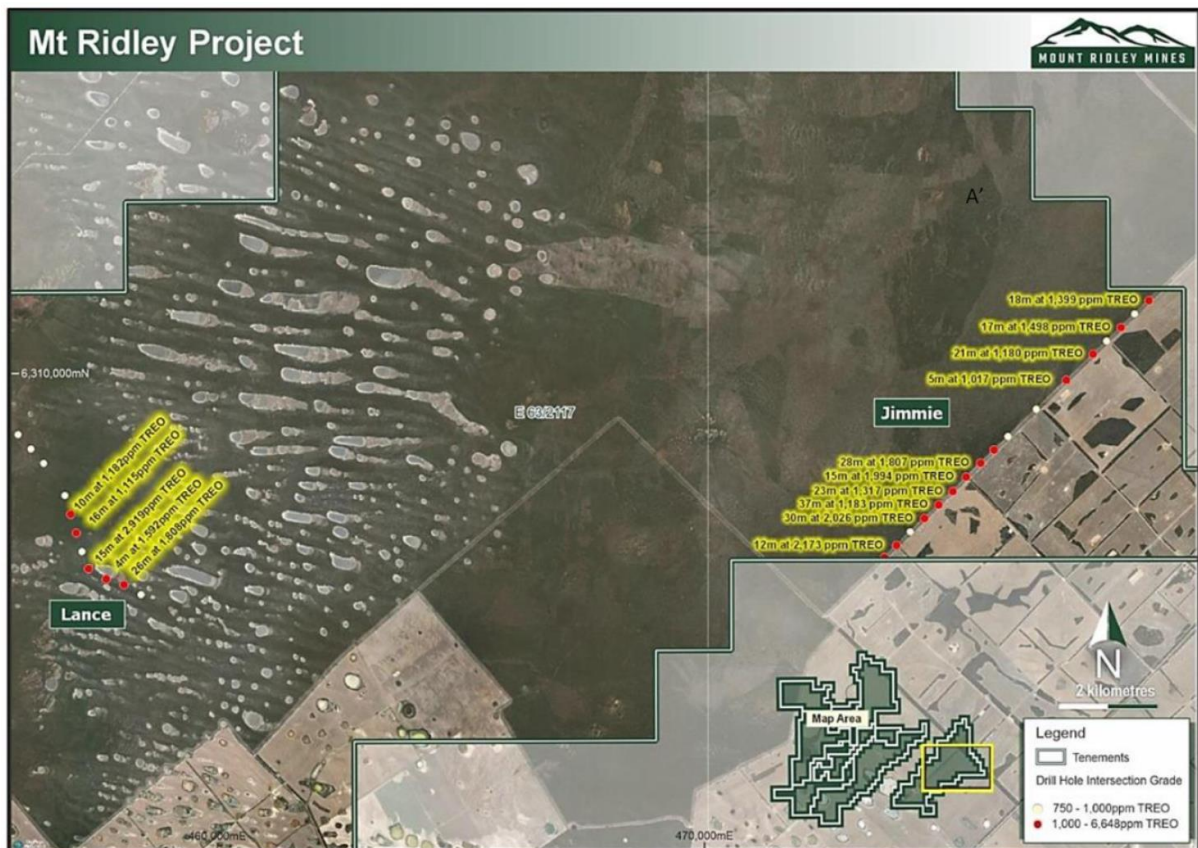 Mt Ridley Project
MOUNT RIDLEY MINES
A'
18m at 1,399 ppm TREO
17m at 1,498 ppm TREO
21m at 1,180 ppm TREO
6,310,000mN
5m at 1,017 ppm TREO
E 63/2117
Jimmie
10m at 1,182ppm TREO
16m at 1,115ppm TREO
15m at 2,919ppm TREO
4m at 1,592ppm TREO
26m at 1,808ppm TREO
28m at 1,807 ppm TREO
15m at 1,994 ppm TREO
23m at 1,317 ppm TREO
37m at 1,183 ppm TREO
30m at 2,026 ppm TREO
12m at 2,173 ppm TREO
Lance
N
2 kilometres
Map Area
Legend
Tenements
Drill Hole Intersection Grade
750 - 1,000ppm TREO
1,000 - 6,648ppm TREO
460,000mE
470,000mE